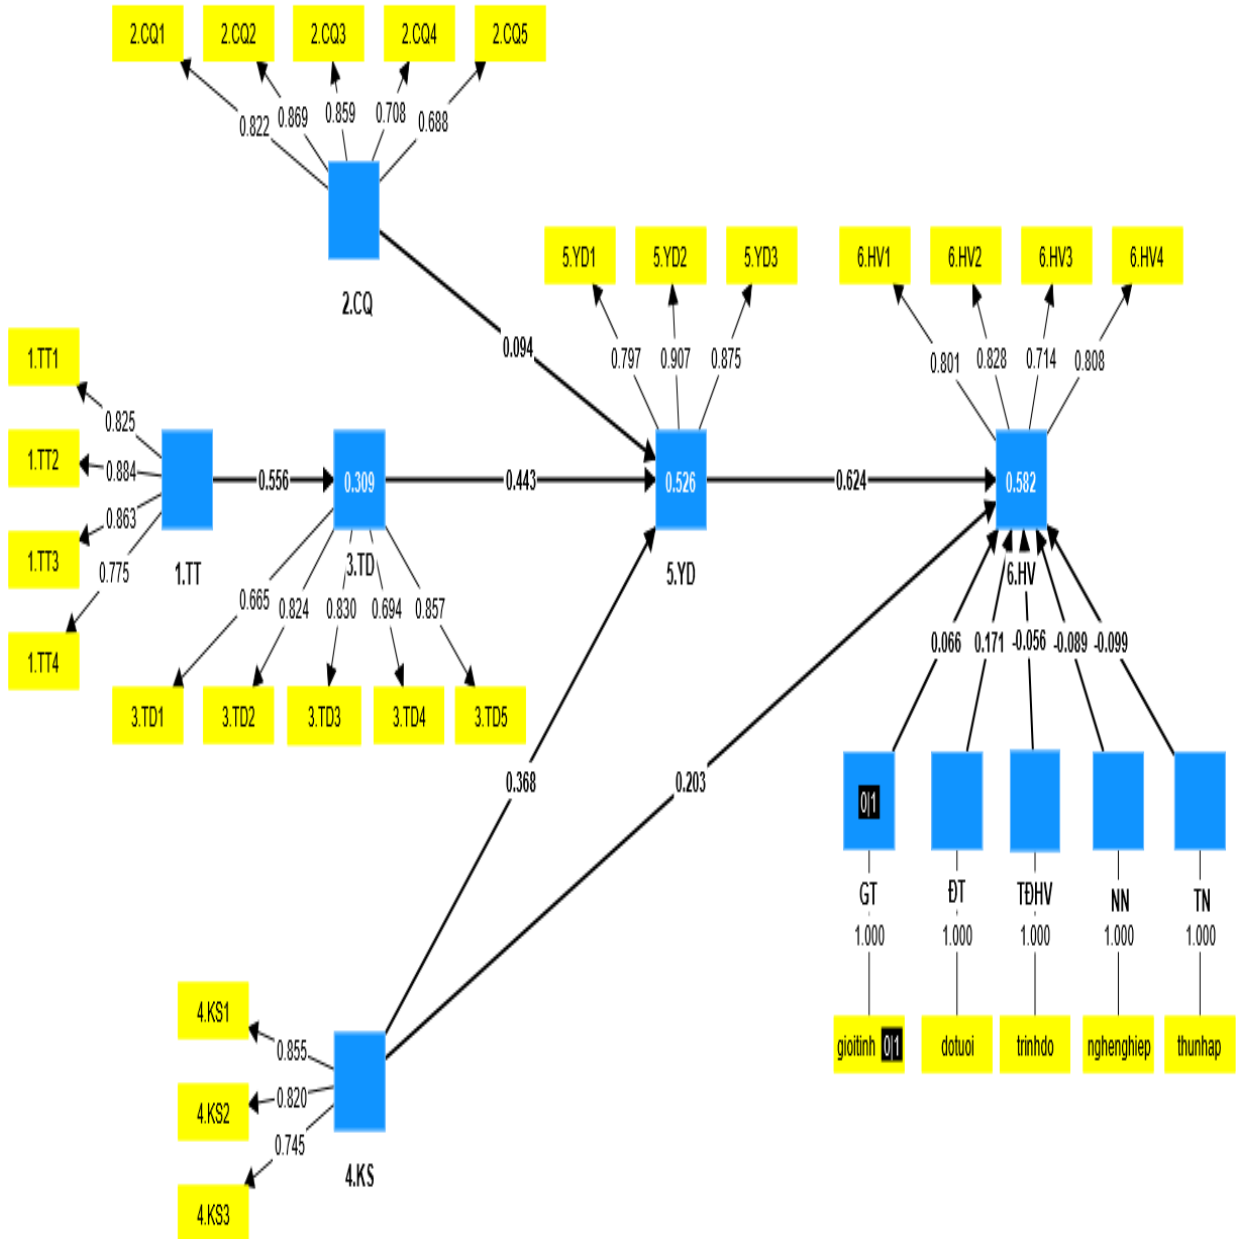 2.CQ1 2.CQ2 2.CQ3 2.CQ4 2.CQ5
0.822 0.869 0.859 0.708 0.688
2.CQ
0.094
5.YD1 5.YD2 5.YD3
0.797 0.907 0.875
6.HV1 6.HV2 6.HV3 6.HV4
0.801 0.828 0.714 0.808
1.TT1
1.TT2
1.TT3
1.TT4
0.825
0.884
0.863
0.775
1.TT
0.556
0.309
3.TD
0.443
0.526
5.YD
0.624
0.582
6.HV
0.665 0.824 0.830 0.694 0.857
3.TD1 3.TD2 3.TD3 3.TD4 3.TD5
0.368
0.203
0.066 0.171 -0.056 -0.089 -0.099
0|1
GT ĐT TĐHV NN TN
1.000 1.000 1.000 1.000 1.000
gioitinh 0|1 dotuoi trinhdo nghenghiep thunhap
4.KS1
4.KS2
4.KS3
0.855
0.820
0.745
4.KS